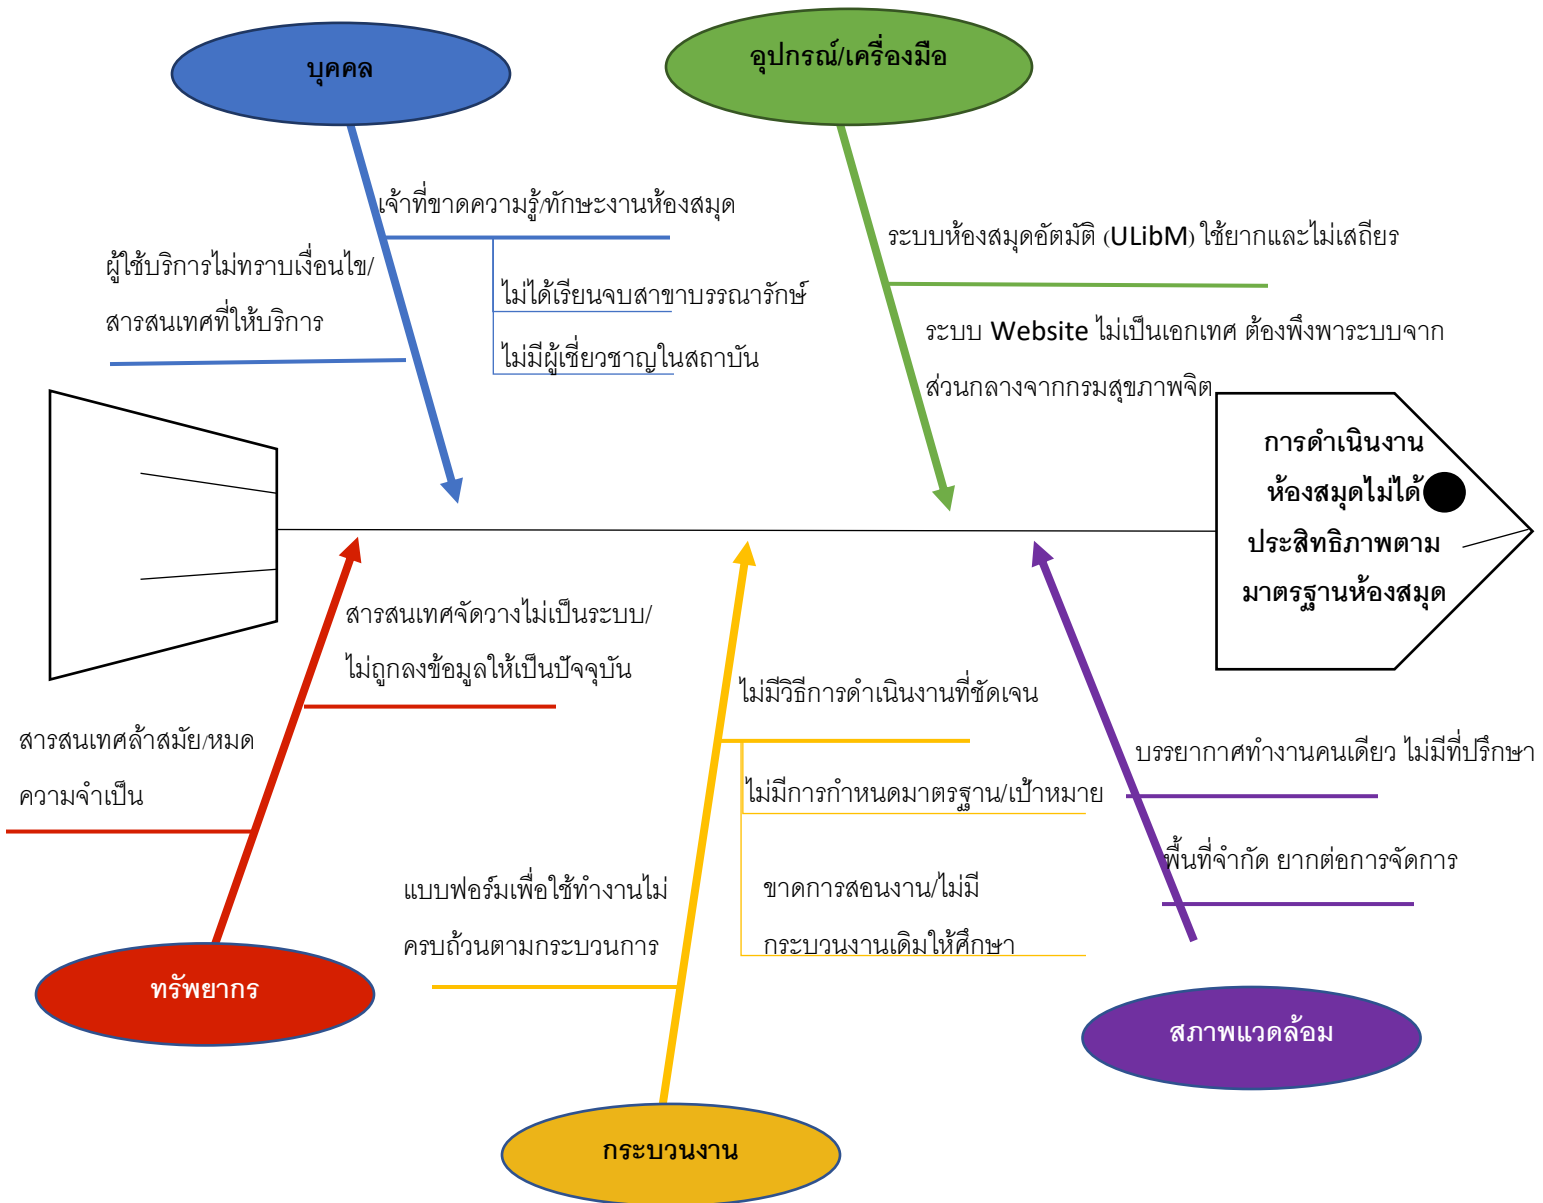 บุคคล
อุปกรณ์/เครื่องมือ
เจ้าที่ขาดความรู้/ทักษะงานห้องสมุด
ผู้ใช้บริการไม่ทราบเงื่อนไข/
สารสนเทศที่ให้บริการ
ไม่ได้เรียนจบสาขาบรรณารักษ์
ไม่มีผู้เชี่ยวชาญในสถาบัน
ระบบห้องสมุดอัตมัติ (ULibM) ใช้ยากและไม่เสถียร
ระบบ Website ไม่เป็นเอกเทศ ต้องพึงพาระบบจาก
ส่วนกลางจากกรมสุขภาพจิต
การดำเนินงาน
ห้องสมุดไม่ได้
ประสิทธิภาพตาม
มาตรฐานห้องสมุด
สารสนเทศจัดวางไม่เป็นระบบ/
ไม่ถูกลงข้อมูลให้เป็นปัจจุบัน
สารสนเทศล้าสมัย/หมด
ความจำเป็น
ไม่มีวิธีการดำเนินงานที่ชัดเจน
ไม่มีการกำหนดมาตรฐาน/เป้าหมาย
ขาดการสอนงาน/ไม่มี
กระบวนงานเดิมให้ศึกษา
แบบฟอร์มเพื่อใช้ทำงานไม่
ครบถ้วนตามกระบวนการ
บรรยากาศทำงานคนเดียว ไม่มีที่ปรึกษา
พื้นที่จำกัด ยากต่อการจัดการ
ทรัพยากร
สภาพแวดล้อม
กระบวนงาน